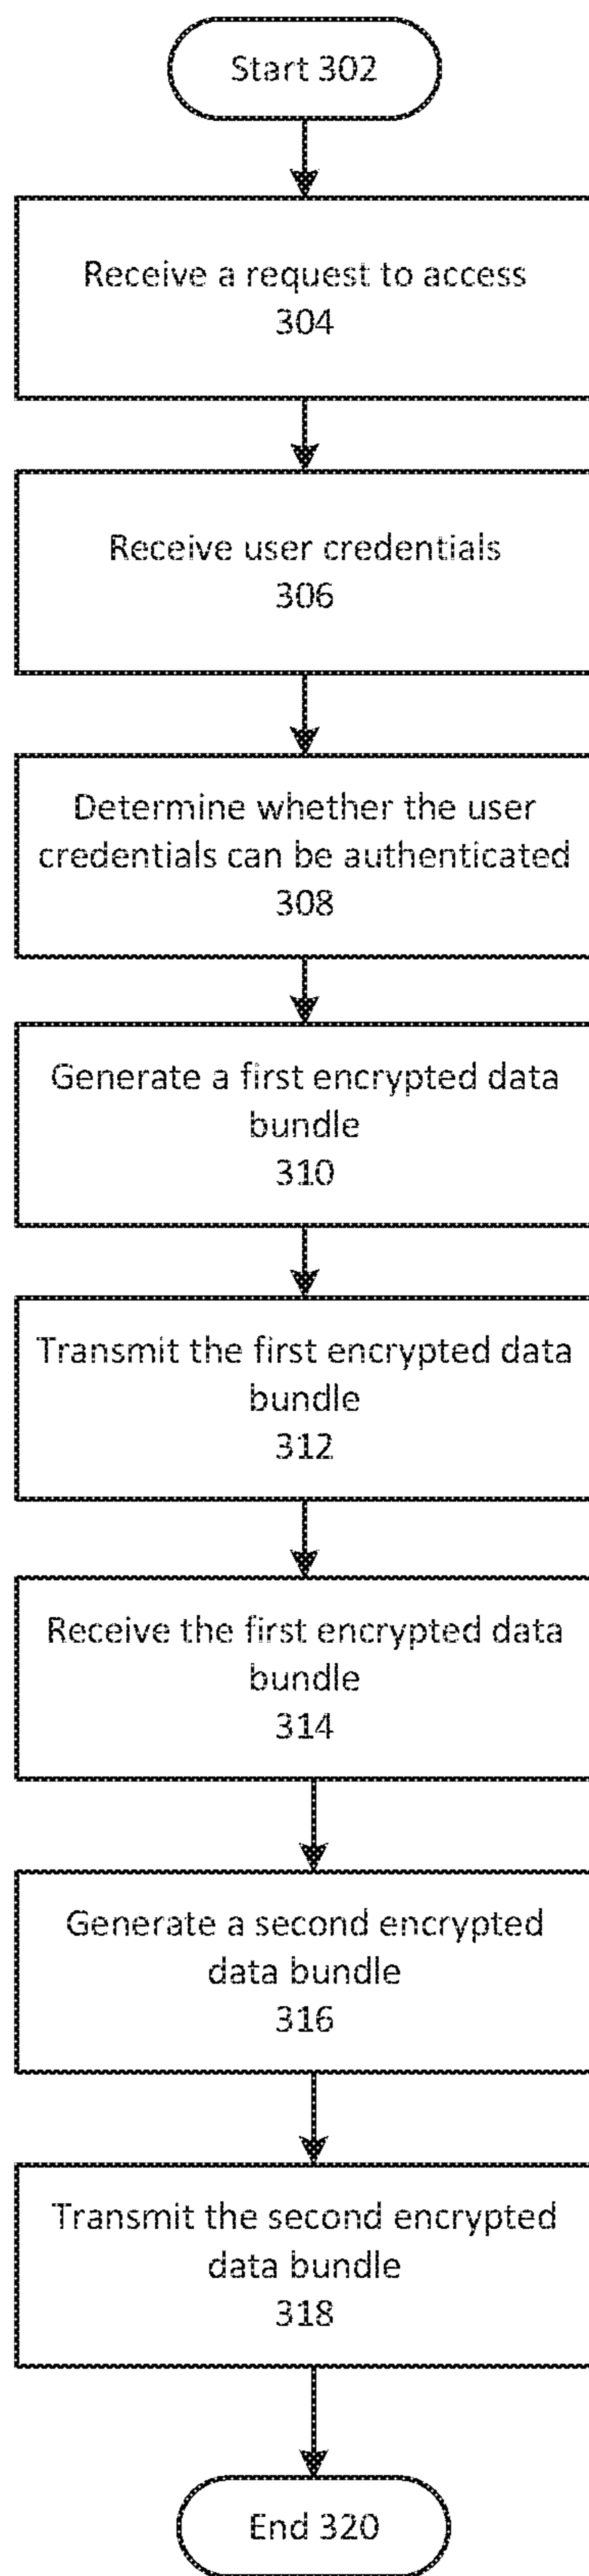 Start 302
Receive a request to access
304
Receive user credentials
306
Determine whether the user
credentials can be authenticated
308
Generate a first encrypted data
bundle
310
Transmit the first encrypted data
bundle
312
Receive the first encrypted data
bundle
314
Generate a second encrypted
data bundle
316
Transmit the second encrypted
data bundle
318
End 320